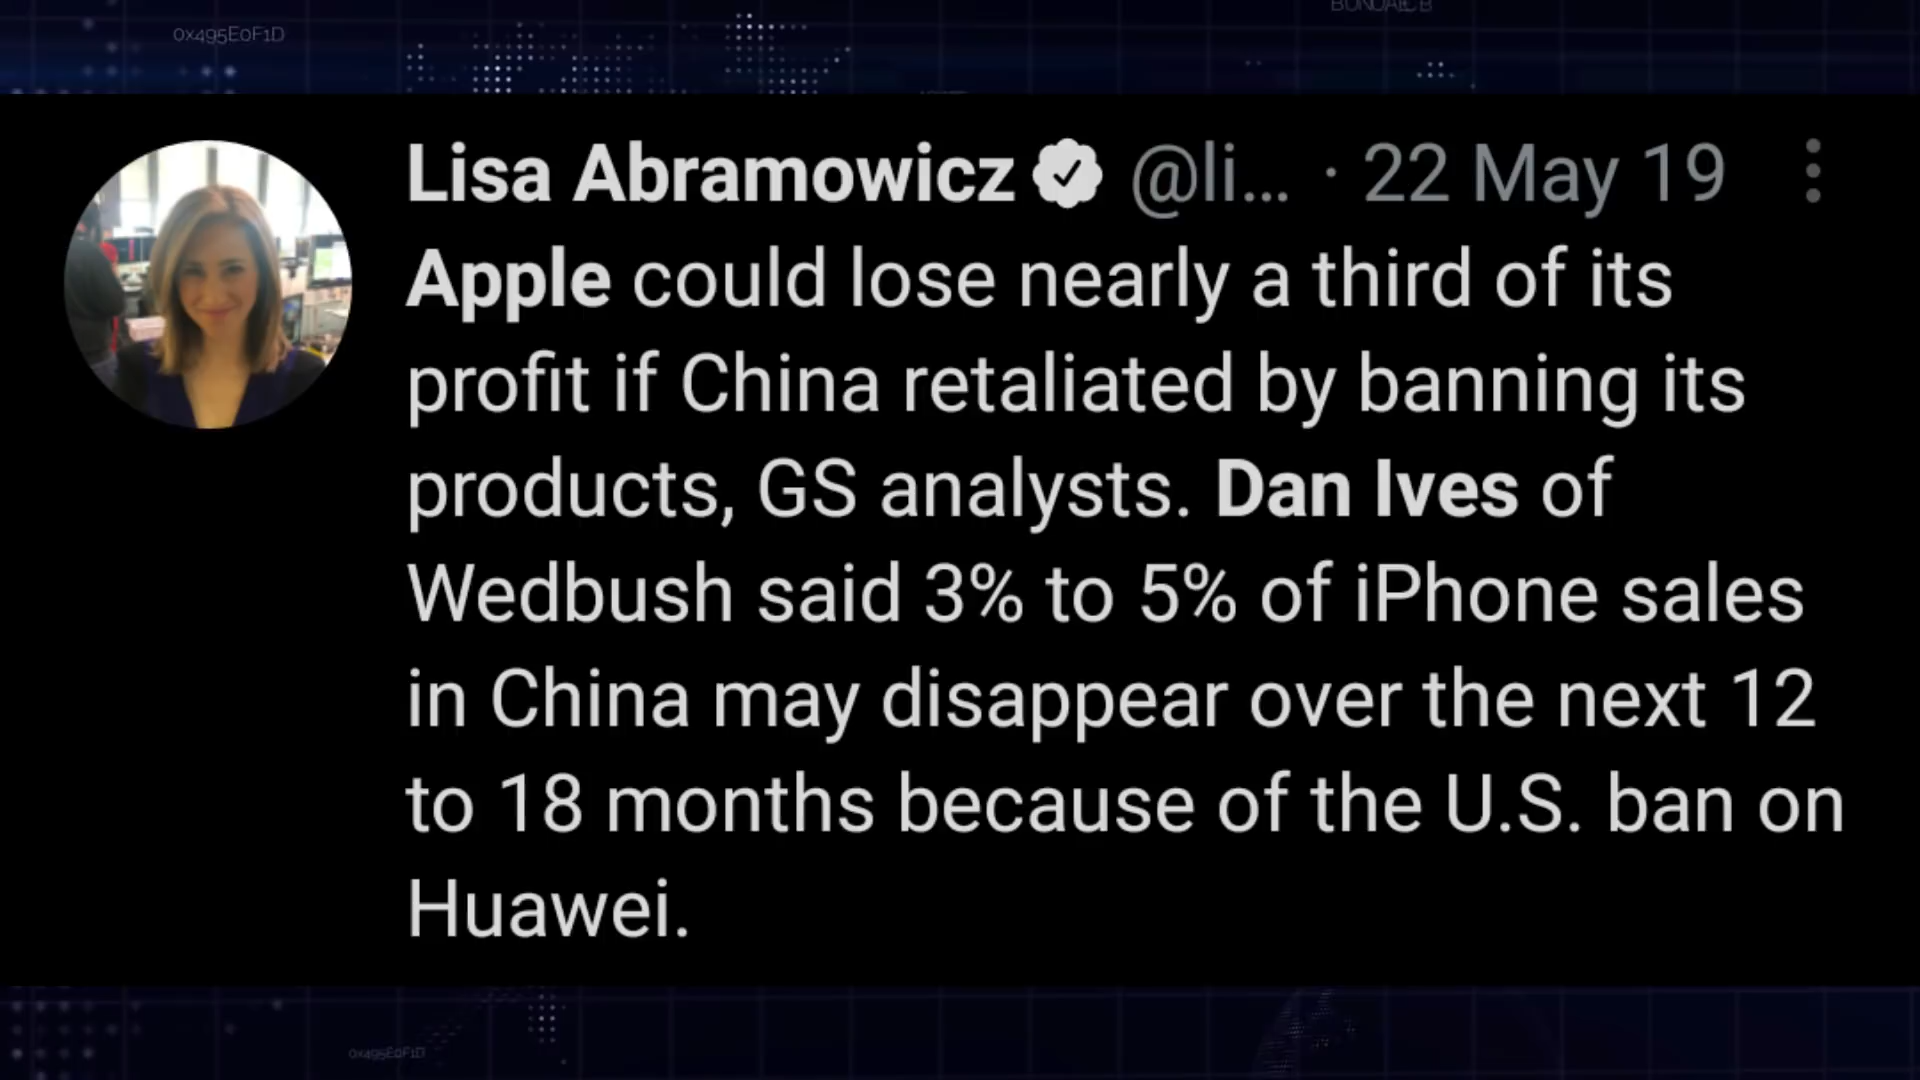 0x495E0F1D
Lisa Abramowicz @li... · 22 May 19
Apple could lose nearly a third of its
profit if China retaliated by banning its
products, GS analysts. Dan Ives of
Wedbush said 3% to 5% of iPhone sales
in China may disappear over the next 12
to 18 months because of the U.S. ban on
Huawei.
0x495E0F1D